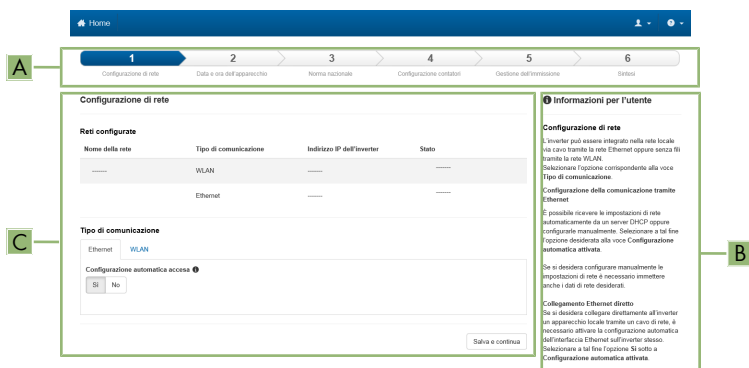 Home
A
1
2
3
4
5
6
Configurazione di rete
Data e ora dell'apparecchio
Norma nazionale
Configurazione contatori
Gestione dell'immissione
Sintesi
Configurazione di rete
Reti configurate
Nome della rete
Tipo di comunicazione
Indirizzo IP dell'inverter
Stato
-------
WLAN
-------
-------
Ethernet
-------
-------
C
Tipo di comunicazione
Ethernet
WLAN
Configurazione automatica accesa
Sì
No
Salva e continua
Informazioni per l'utente
Configurazione di rete
L'inverter può essere integrato nella rete locale
via cavo tramite la rete Ethernet oppure senza fili
tramite la rete WLAN.
Selezionare l'opzione corrispondente alla voce
Tipo di comunicazione.
Configurazione della comunicazione tramite
Ethernet
È possibile ricevere le impostazioni di rete
automaticamente da un server DHCP oppure
configurarle manualmente. Selezionare a tal fine
l'opzione desiderata alla voce Configurazione
automatica attivata.
Se si desidera configurare manualmente le
impostazioni di rete è necessario immettere
anche i dati di rete desiderati.
Collegamento Ethernet diretto
Se si desidera collegare direttamente all'inverter
un apparecchio locale tramite un cavo di rete, è
necessario attivare la configurazione automatica
dell'interfaccia Ethernet sull'inverter stesso.
Selezionare a tal fine l'opzione Sì sotto a
Configurazione automatica attivata.
B